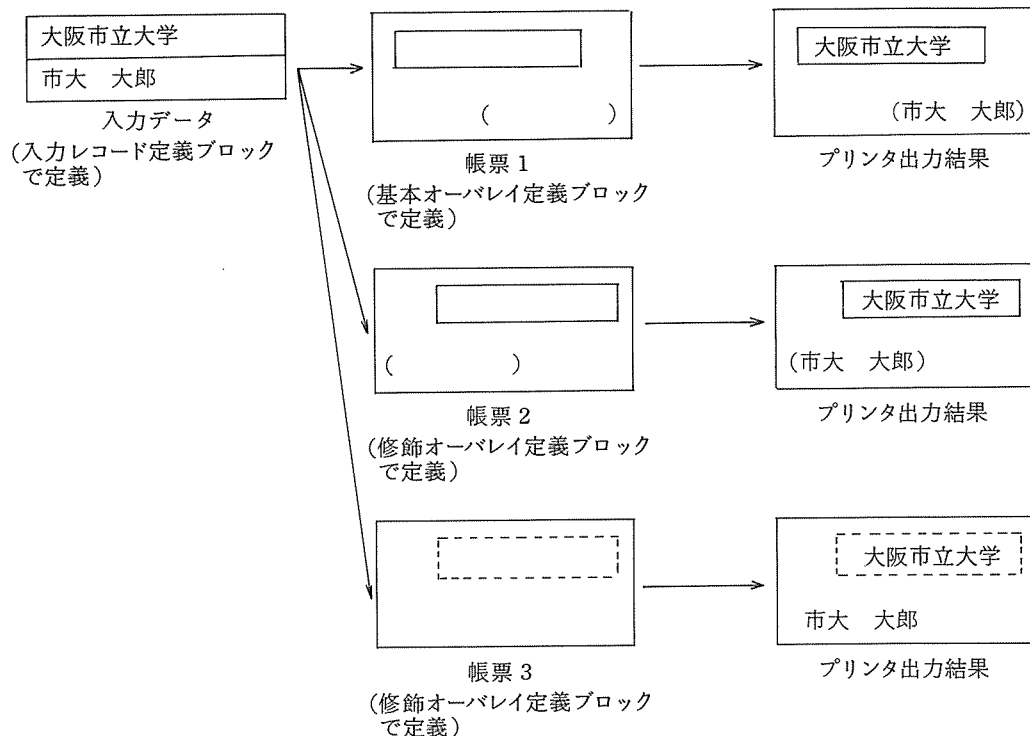 大阪市立大学
市大　大郎
入力データ
(入力レコード定義ブロック
で定義)
(　　　　)
帳票 1
(基本オーバレイ定義ブロック
で定義)
大阪市立大学
(市大　大郎)
プリンタ出力結果
(　　　　)
帳票 2
(修飾オーバレイ定義ブロック
で定義)
大阪市立大学
(市大　大郎)
プリンタ出力結果
帳票 3
(修飾オーバレイ定義ブロック
で定義)
大阪市立大学
市大　大郎
プリンタ出力結果